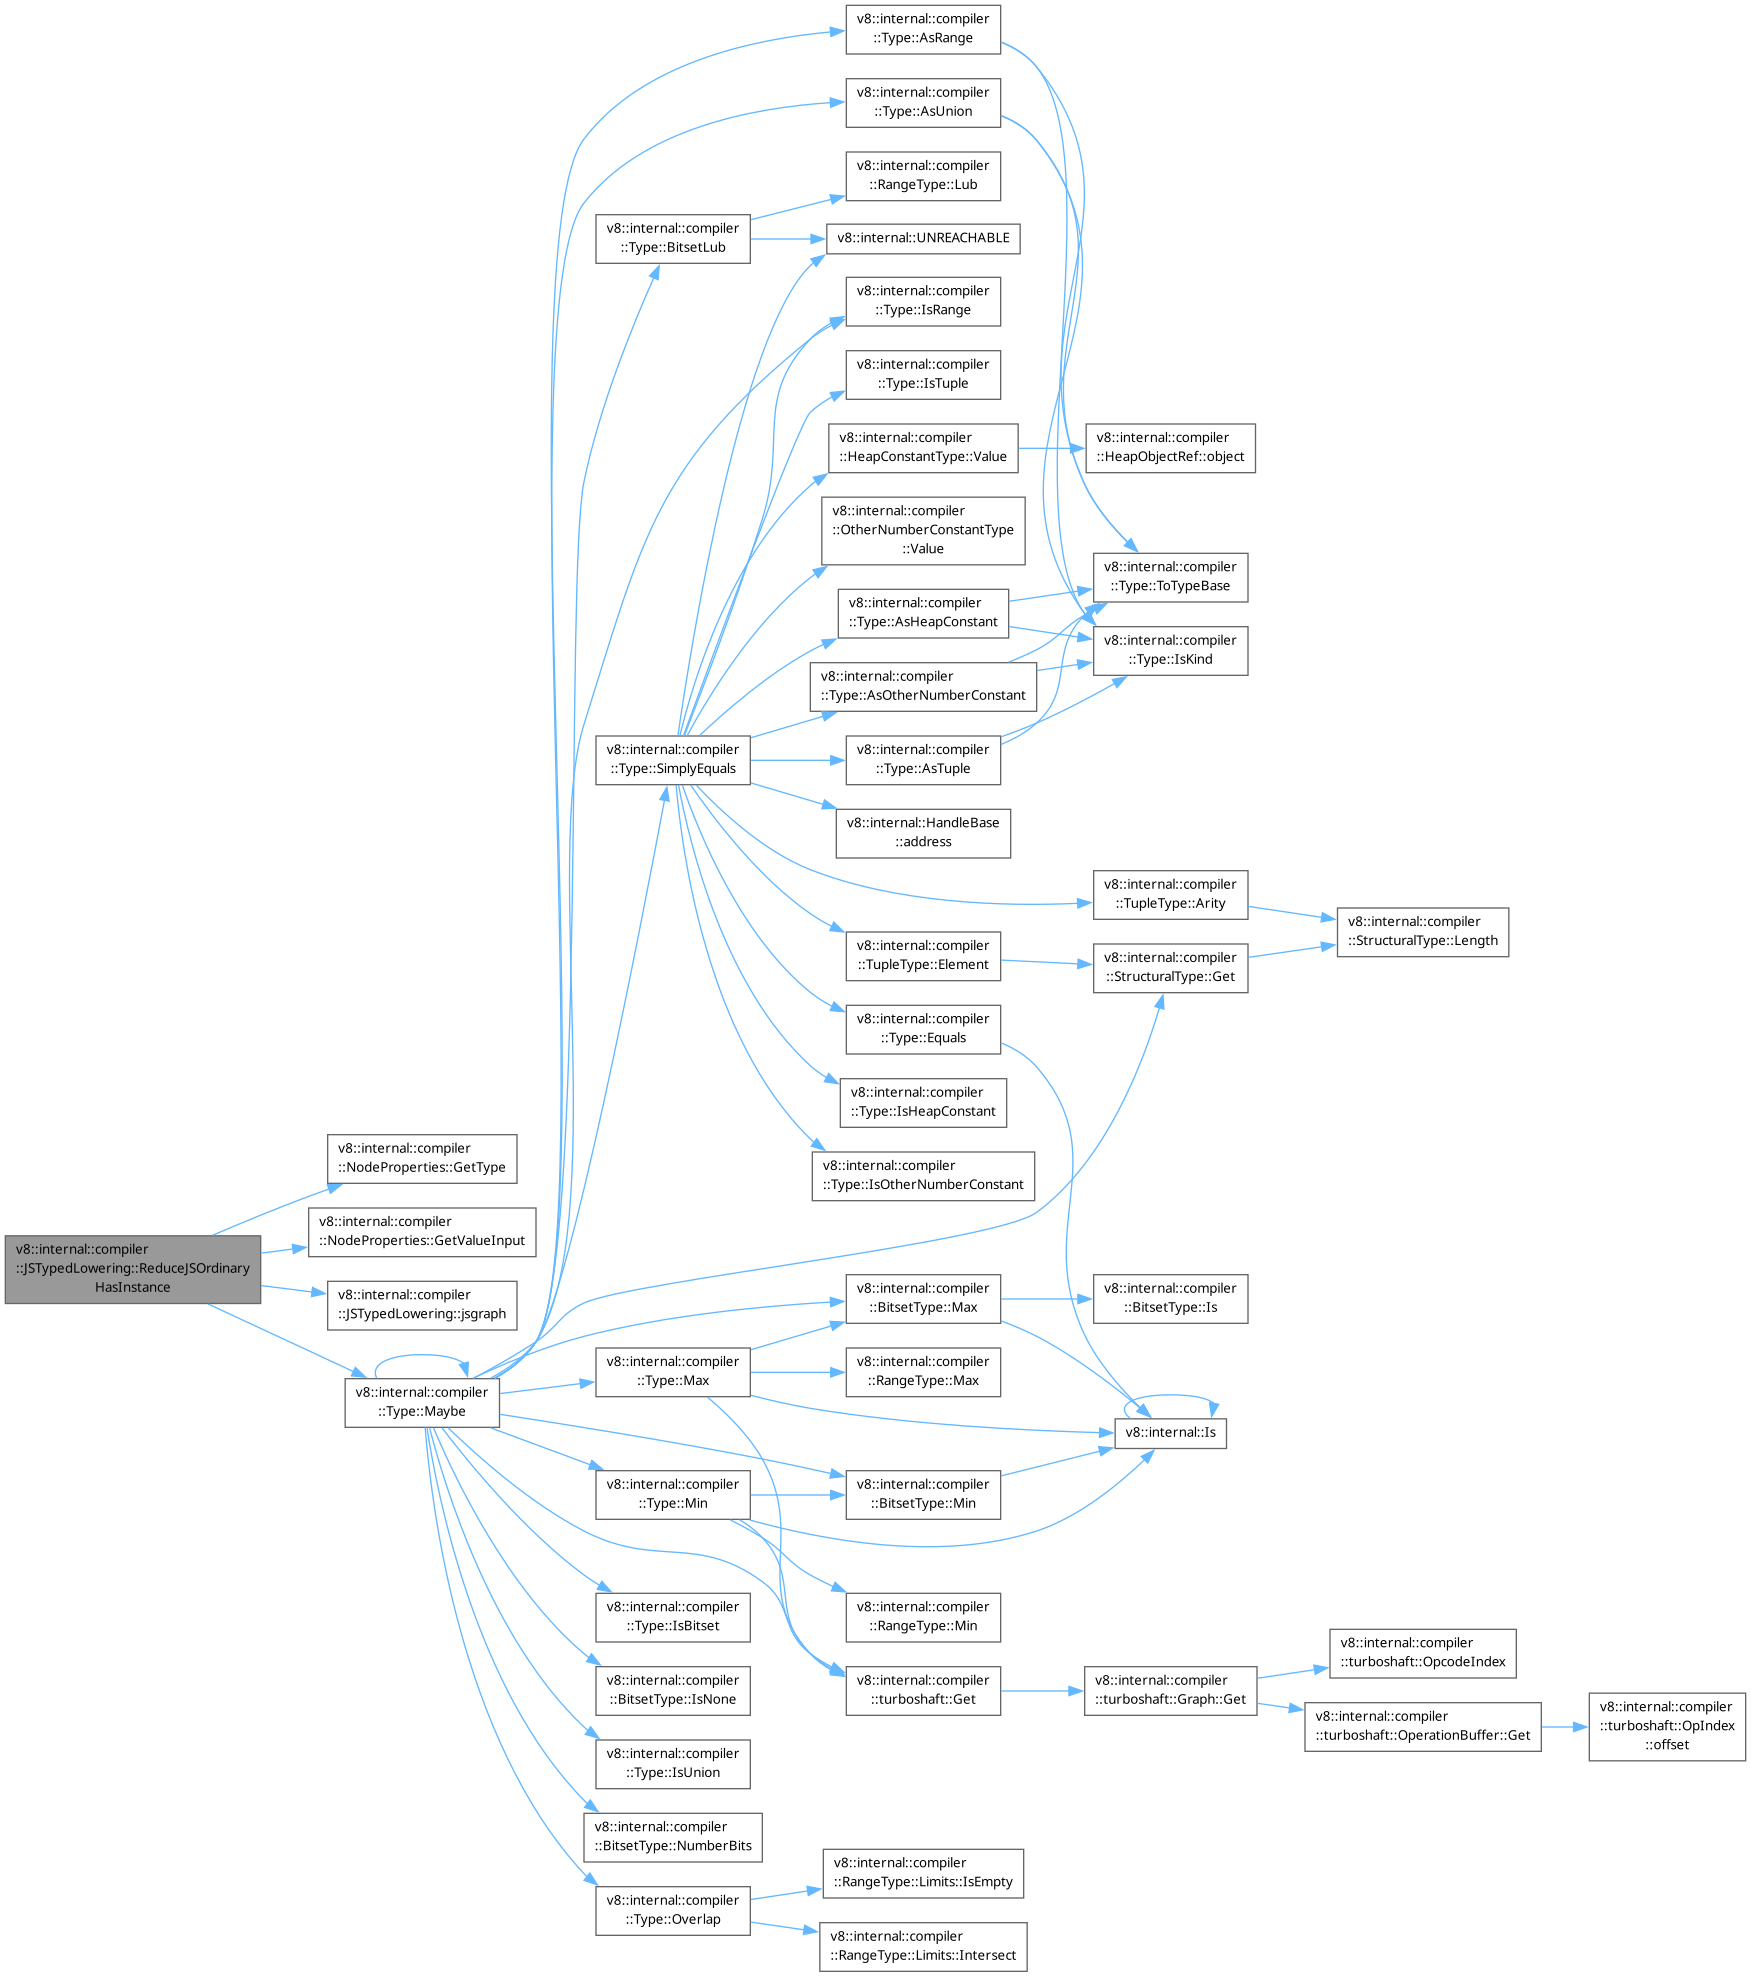 v8::internal::compiler
::JSTypedLowering::ReduceJSOrdinary
HasInstance
v8::internal::compiler
::NodeProperties::GetType
v8::internal::compiler
::NodeProperties::GetValueInput
v8::internal::compiler
::JSTypedLowering::jsgraph
v8::internal::compiler
::Type::Maybe
v8::internal::compiler
::Type::BitsetLub
v8::internal::compiler
::Type::SimplyEquals
v8::internal::compiler
::Type::Max
v8::internal::compiler
::Type::Min
v8::internal::compiler
::Type::IsBitset
v8::internal::compiler
::BitsetType::IsNone
v8::internal::compiler
::Type::IsUnion
v8::internal::compiler
::BitsetType::NumberBits
v8::internal::compiler
::Type::Overlap
v8::internal::compiler
::Type::AsRange
v8::internal::compiler
::Type::AsUnion
v8::internal::compiler
::RangeType::Lub
v8::internal::UNREACHABLE
v8::internal::compiler
::Type::IsRange
v8::internal::compiler
::Type::IsTuple
v8::internal::compiler
::HeapConstantType::Value
v8::internal::compiler
::OtherNumberConstantType
::Value
v8::internal::compiler
::Type::AsHeapConstant
v8::internal::compiler
::Type::AsOtherNumberConstant
v8::internal::compiler
::Type::AsTuple
v8::internal::HandleBase
::address
v8::internal::compiler
::TupleType::Element
v8::internal::compiler
::Type::Equals
v8::internal::compiler
::Type::IsHeapConstant
v8::internal::compiler
::Type::IsOtherNumberConstant
v8::internal::compiler
::BitsetType::Max
v8::internal::compiler
::RangeType::Max
v8::internal::compiler
::BitsetType::Min
v8::internal::compiler
::RangeType::Min
v8::internal::compiler
::turboshaft::Get
v8::internal::compiler
::RangeType::Limits::IsEmpty
v8::internal::compiler
::RangeType::Limits::Intersect
v8::internal::compiler
::HeapObjectRef::object
v8::internal::compiler
::Type::ToTypeBase
v8::internal::compiler
::Type::IsKind
v8::internal::compiler
::TupleType::Arity
v8::internal::compiler
::StructuralType::Get
v8::internal::compiler
::BitsetType::Is
v8::internal::Is
v8::internal::compiler
::turboshaft::Graph::Get
v8::internal::compiler
::StructuralType::Length
v8::internal::compiler
::turboshaft::OpcodeIndex
v8::internal::compiler
::turboshaft::OperationBuffer::Get
v8::internal::compiler
::turboshaft::OpIndex
::offset